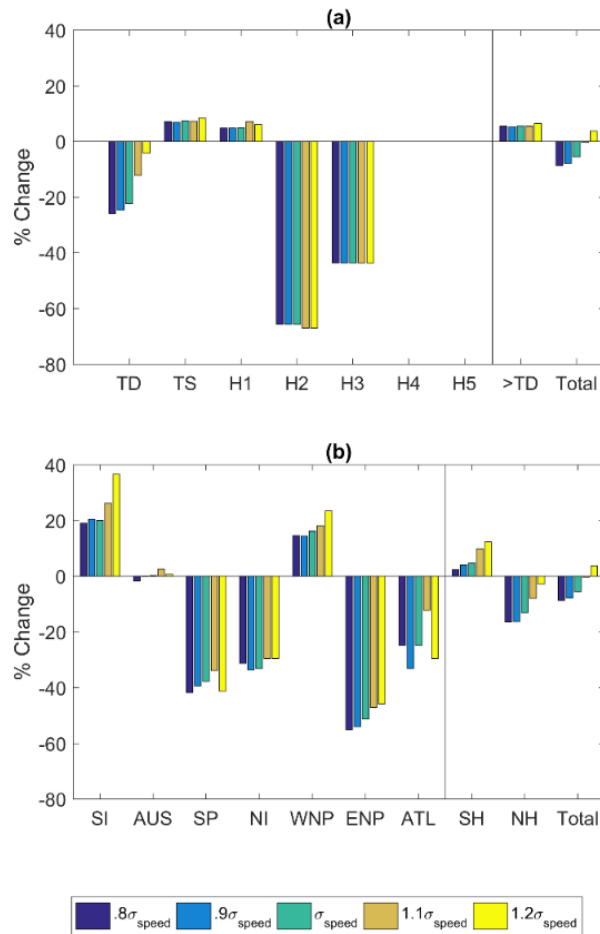 (a)
40
20
0
-20
-40
-60
-80
% Change
TD TS H1 H2 H3 H4 H5 >TD Total
(b)
40
20
0
-20
-40
-60
-80
% Change
SI AUS SP NI WNP ENP ATL SH NH Total
.8σspeed .9σspeed σspeed 1.1σspeed 1.2σspeed